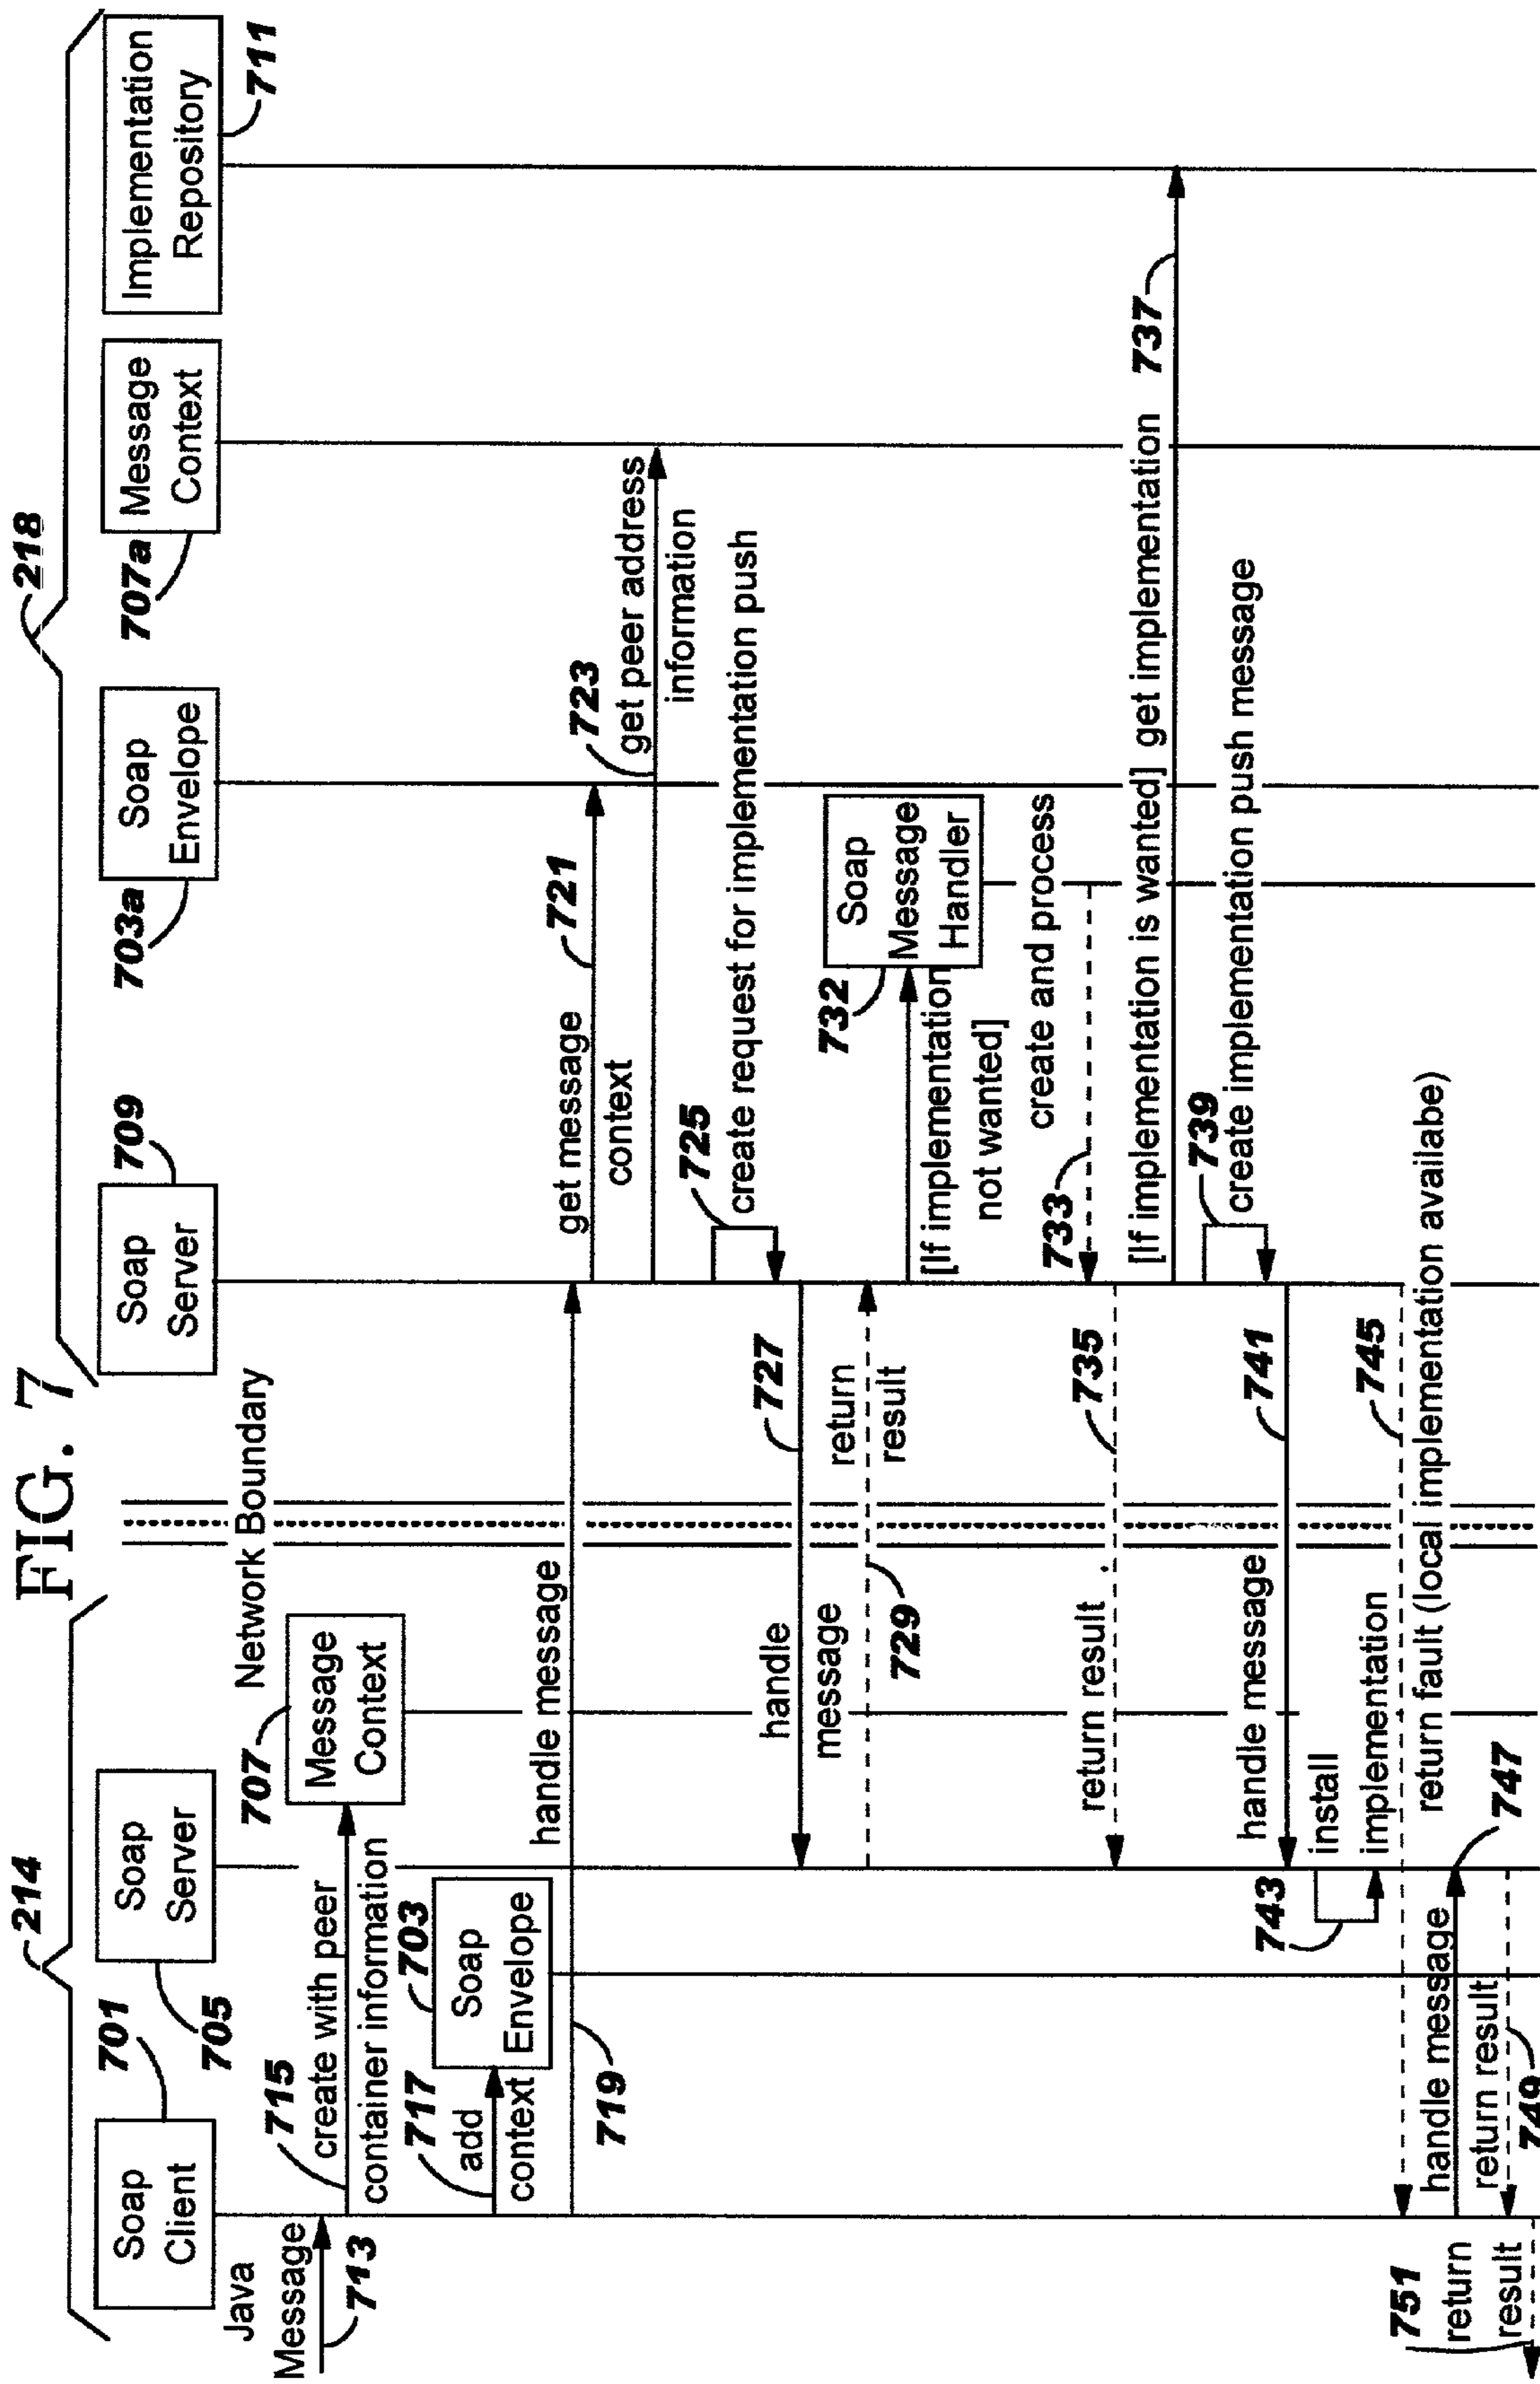 FIG. 7
214
218
701
Soap
Client
705
Soap
Server
Network Boundary
709
Soap
Server
703a
Soap
Envelope
707a
Message
Context
Implementation
Repository
711
Java
Message
713
715
create with peer
container information
707
Message
Context
717
add
context
703
Soap
Envelope
719
handle message
get message
context
721
723
get peer address
information
725
create request for implementation push
handle
message
727
return
result
729
732
Soap
Message
Handler
[If implementation
not wanted]
create and process
733
return result
735
[If implementation is wanted] get implementation
737
739
create implementation push message
handle message
741
743
install
implementation
745
return fault (local implementation availabe)
handle message
747
return result
749
751
return
result